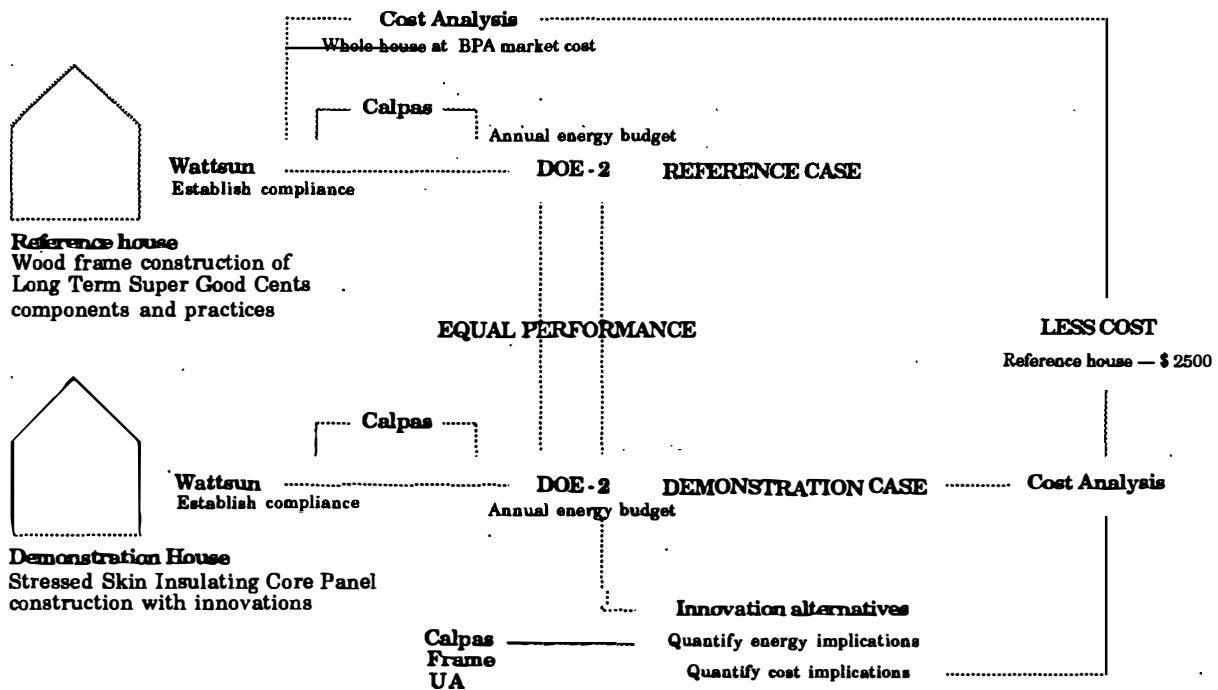 Cost Analysis
Whole house at BPA market cost
Calpas
Annual energy budget
Wattsun
DOE-2
REFERENCE CASE
Establish compliance
Reference house
Wood frame construction of
Long Term Super Good Cents
components and practices
EQUAL PERFORMANCE
LESS COST
Reference house — $ 2500
Calpas
Wattsun
DOE-2
DEMONSTRATION CASE
Cost Analysis
Establish compliance
Annual energy budget
Demonstration House
Stressed Skin Insulating Core Panel
construction with innovations
Innovation alternatives
Calpas
Quantify energy implications
Frame
Quantify cost implications
UA